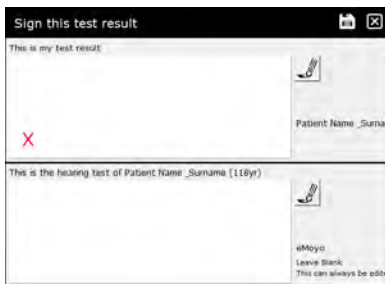 Sign this test result
This is my test result
Patient Name _Surna
X
This is the hearing test of Patient Name _Surname (118yr)
eMoyo
Leave Blank
This can always be edite